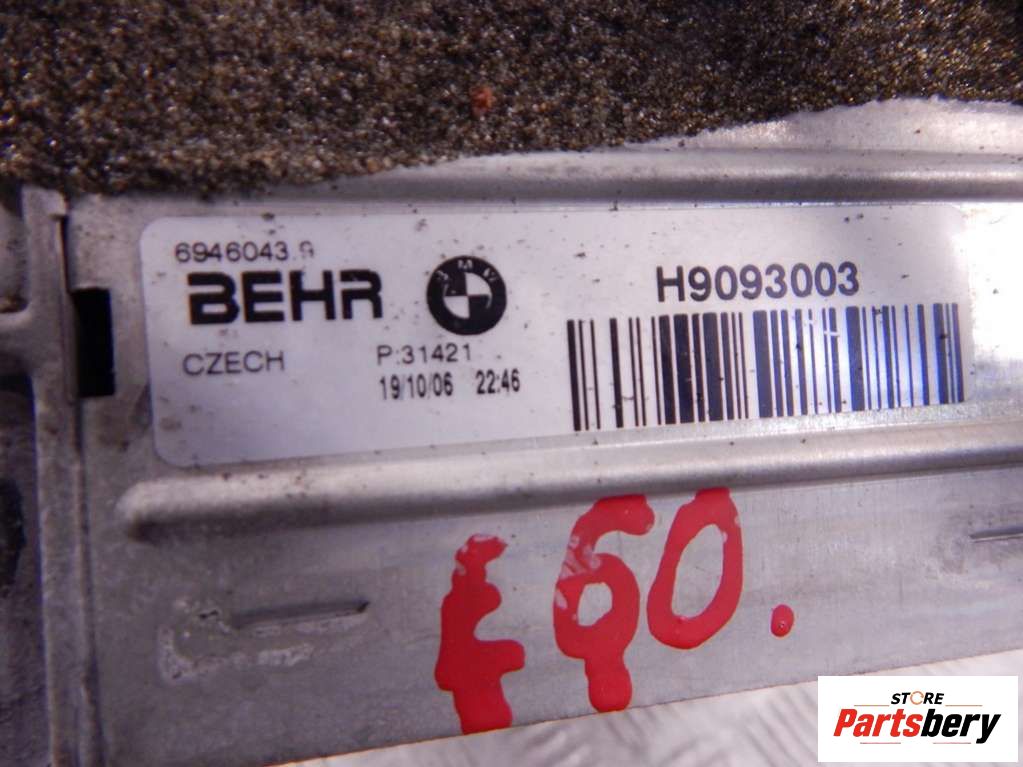 6946043.9
BEHR
BMW
H9093003
CZECH
P:31421
19/10/06 22:46
E60.
STORE
Partsbery